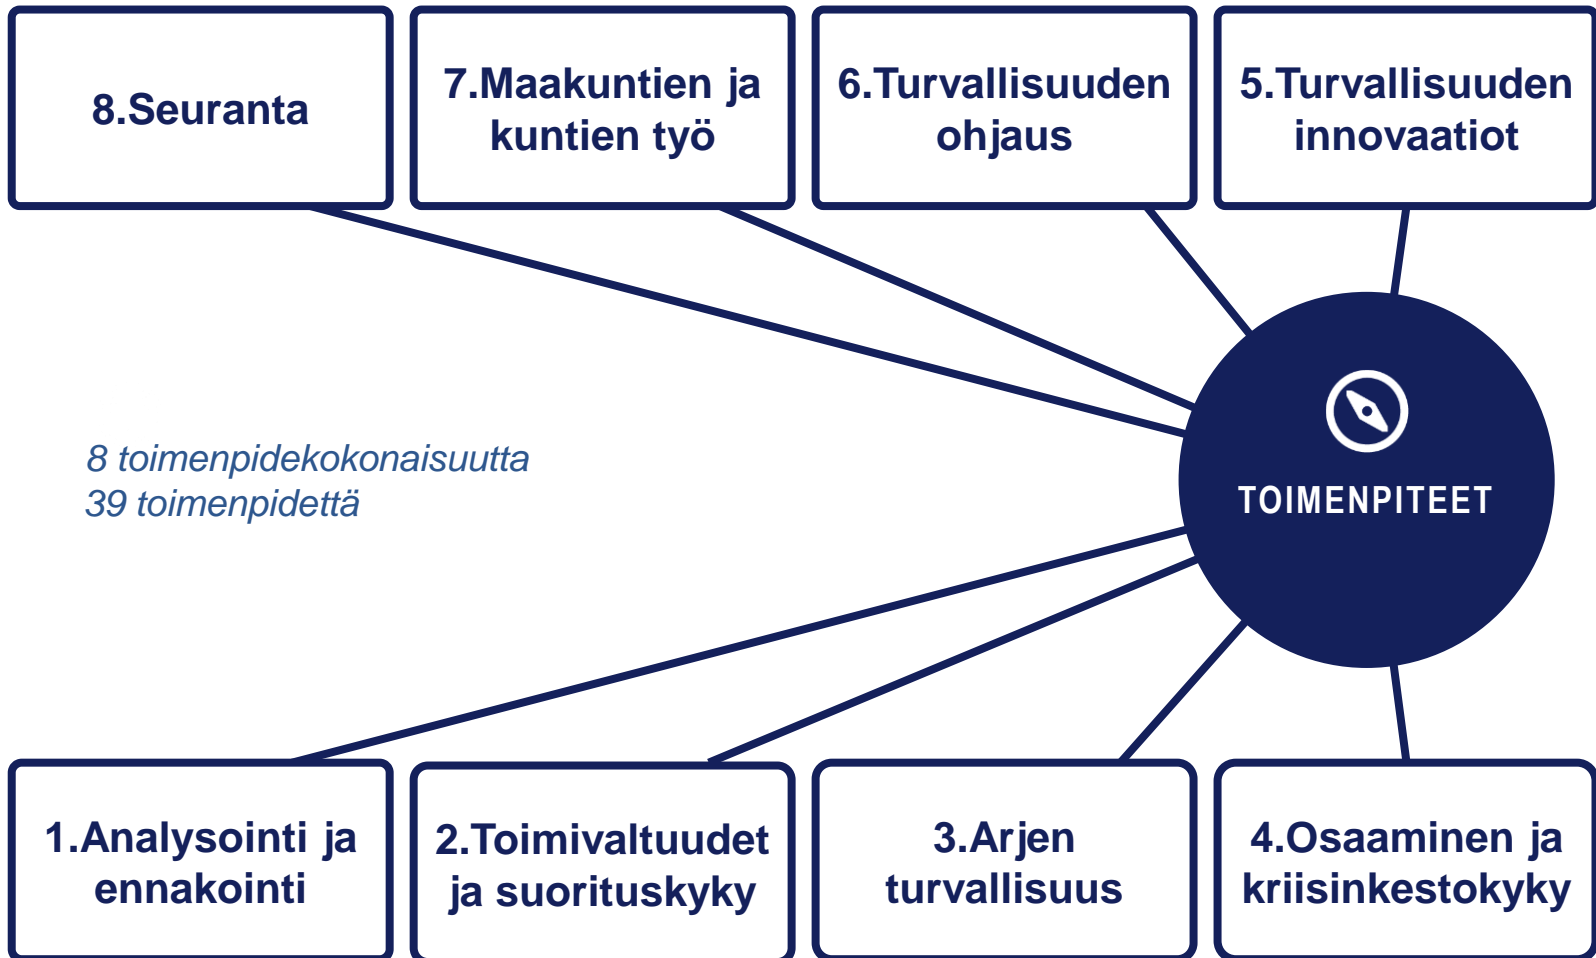 8.Seuranta
7.Maakuntien ja
kuntien työ
6.Turvallisuuden
ohjaus
5.Turvallisuuden
innovaatiot
8 toimenpidekokonaisuutta
39 toimenpidettä
TOIMENPITEET
1.Analysointi ja
ennakointi
2.Toimivaltuudet
ja suorituskyky
3.Arjen
turvallisuus
4.Osaaminen ja
kriisinkestokyky